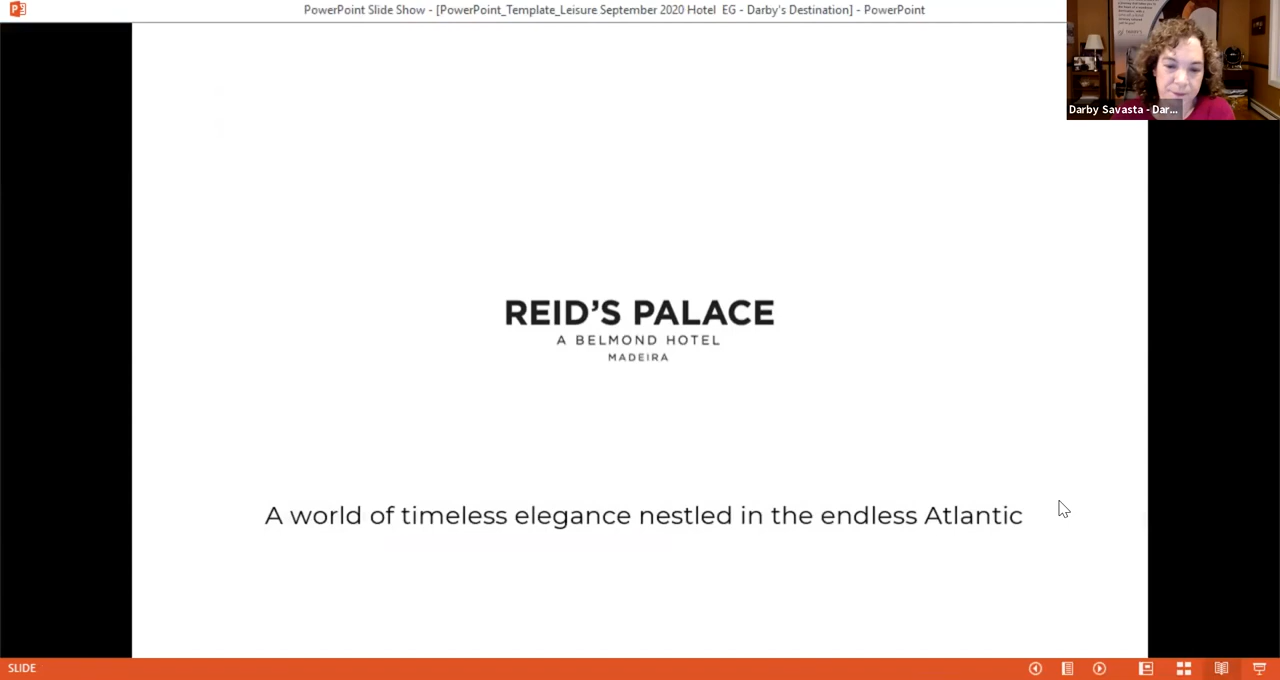 PowerPoint Slide Show - [PowerPoint_Template_Leisure September 2020 Hotel  EG - Darby's Destination] - PowerPoint
Darby Savasta - Dar...
REID'S PALACE
A BELMOND HOTEL
MADEIRA
A world of timeless elegance nestled in the endless Atlantic
SLIDE